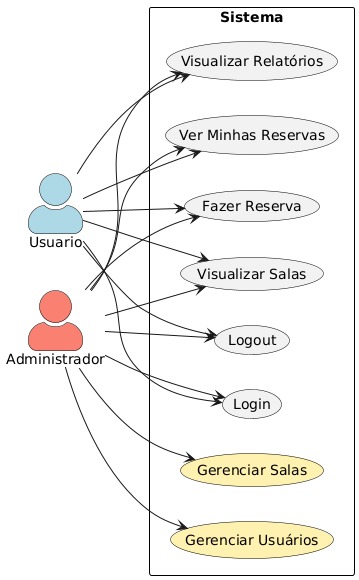 Sistema
Visualizar Relatórios
Ver Minhas Reservas
Fazer Reserva
Usuario
Visualizar Salas
Logout
Administrador
Login
Gerenciar Salas
Gerenciar Usuários